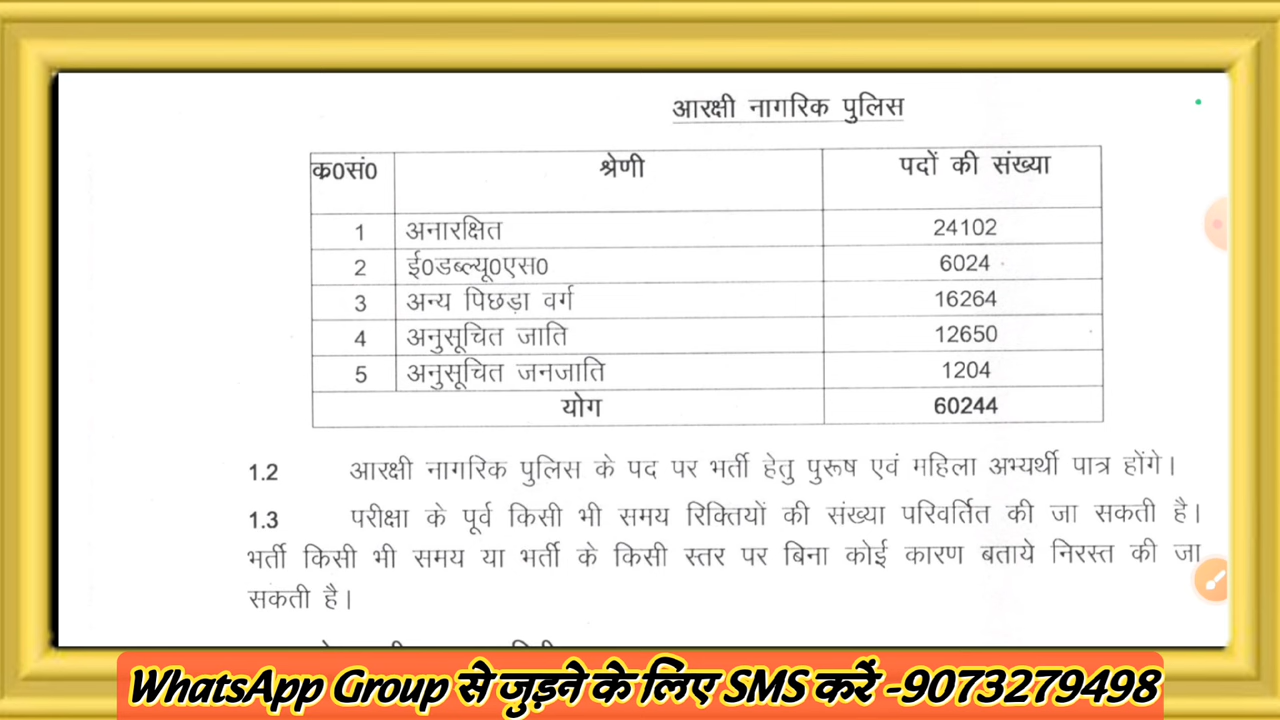 आरक्षी नागरिक पुलिस
क0सं0 श्रेणी पदों की संख्या
1 अनारक्षित 24102
2 ई0डब्ल्यू0एस0 6024
3 अन्य पिछड़ा वर्ग 16264
4 अनुसूचित जाति 12650
5 अनुसूचित जनजाति 1204
योग 60244
1.2 आरक्षी नागरिक पुलिस के पद पर भर्ती हेतु पुरूष एवं महिला अभ्यर्थी पात्र होंगे।
1.3 परीक्षा के पूर्व किसी भी समय रिक्तियों की संख्या परिवर्तित की जा सकती है।
भर्ती किसी भी समय या भर्ती के किसी स्तर पर बिना कोई कारण बताये निरस्त की जा
सकती है।
WhatsApp Group से जुड़ने के लिए SMS करें -9073279498